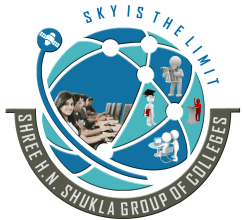 SKY IS THE LIMIT
SHREE H.N. SHUKLA GROUP OF COLLEGES